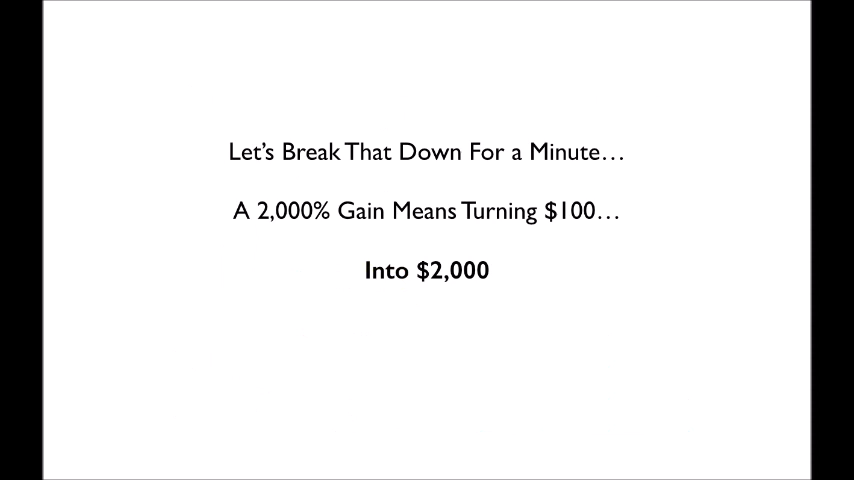 Let’s Break That Down For a Minute…
A 2,000% Gain Means Turning $100…
Into $2,000